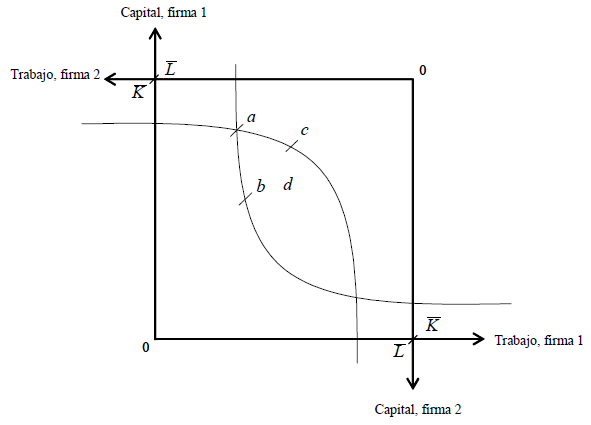 Capital, firma 1
Trabajo, firma 2
L̅
0
K̅
a
c
b
d
0
K̅
L̅
Trabajo, firma 1
Capital, firma 2